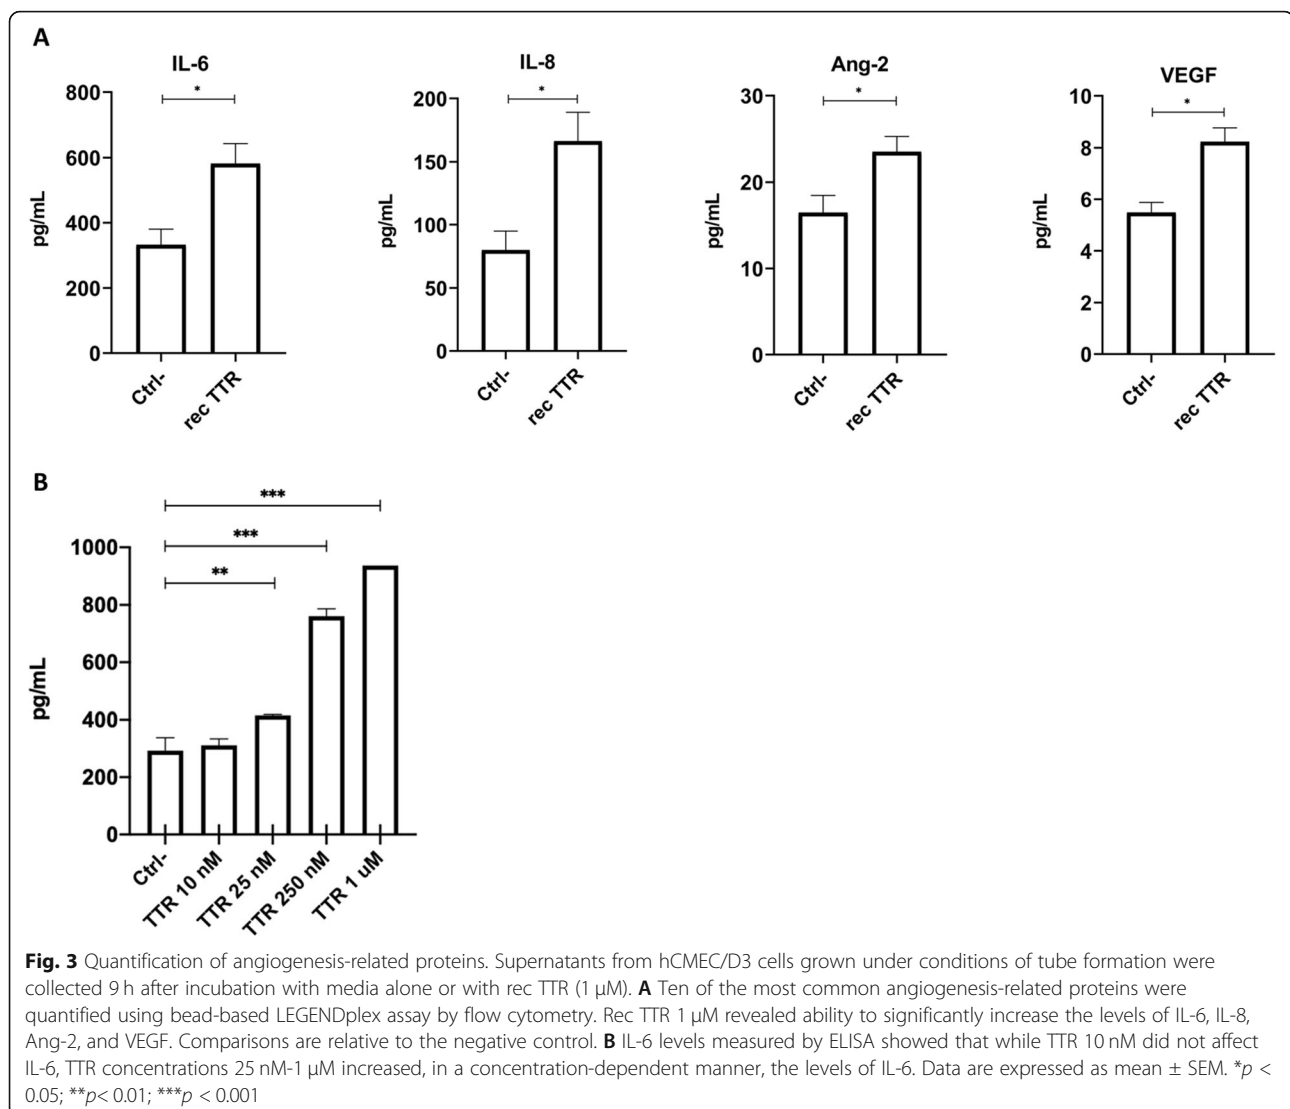 A
IL-6
*
800
600
400
200
0
pg/mL
Ctrl-
rec TTR
IL-8
*
200
150
100
50
0
pg/mL
Ctrl-
rec TTR
Ang-2
*
30
20
10
0
pg/mL
Ctrl-
rec TTR
VEGF
*
10
8
6
4
2
0
pg/mL
Ctrl-
rec TTR
B
***
***
**
1000
800
600
400
200
0
pg/mL
Ctrl-
TTR 10 nM
TTR 25 nM
TTR 250 nM
TTR 1 uM
Fig. 3 Quantification of angiogenesis-related proteins. Supernatants from hCMEC/D3 cells grown under conditions of tube formation were
collected 9 h after incubation with media alone or with rec TTR (1 μM). A Ten of the most common angiogenesis-related proteins were
quantified using bead-based LEGENDplex assay by flow cytometry. Rec TTR 1 μM revealed ability to significantly increase the levels of IL-6, IL-8,
Ang-2, and VEGF. Comparisons are relative to the negative control. B IL-6 levels measured by ELISA showed that while TTR 10 nM did not affect
IL-6, TTR concentrations 25 nM-1 μM increased, in a concentration-dependent manner, the levels of IL-6. Data are expressed as mean ± SEM. *p <
0.05; **p< 0.01; ***p < 0.001